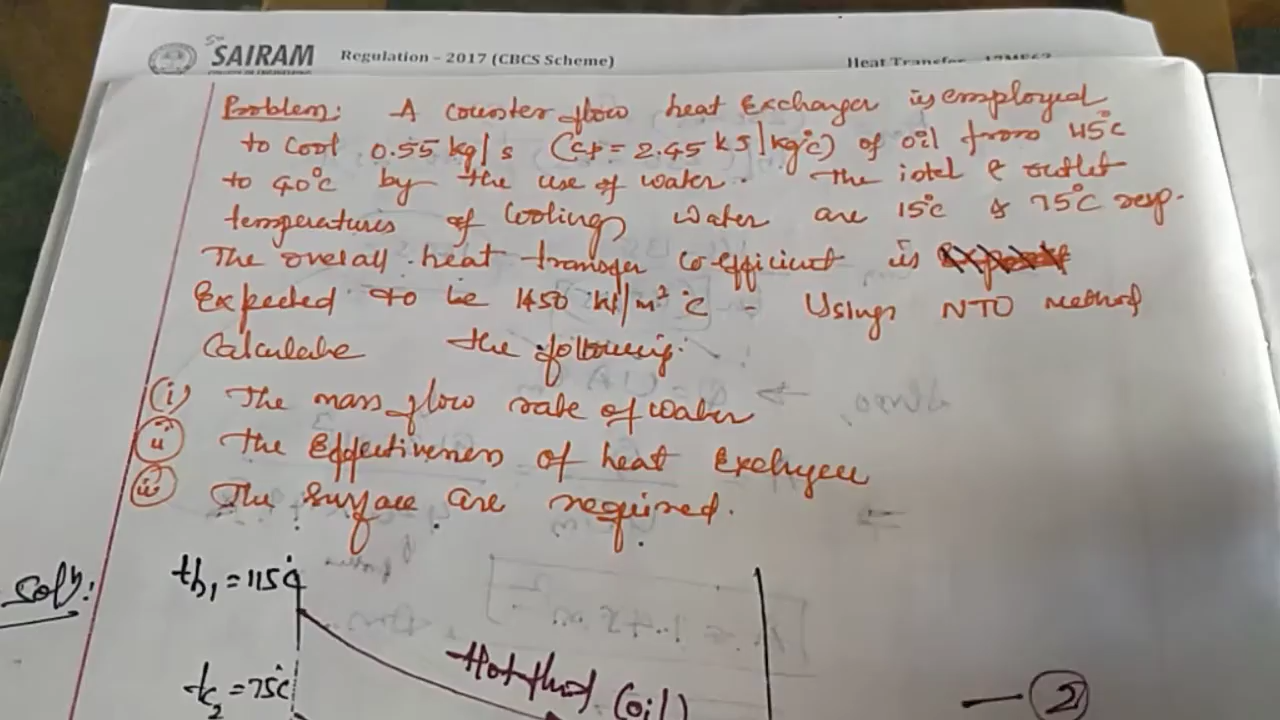 Sri
SAIRAM Regulation – 2017 (CBCS Scheme) Heat Transfer
Problem: A counter flow heat Exchanger is employed
to cool 0.55 kg/s (Cp = 2.45 kJ/kg°C) of oil from 115°C
to 40°C by the use of water. The intel & outlet
temperatures of Cooling water are 15°C & 75°C resp.
The overall heat transfer co-efficient is
Expected to be 1450 W/m²°C - Using NTU method
Calculate the following.
(i) The mass flow rate of water
(ii) The Effectiveness of heat
(iii) The Surface are required.
Soln:
th₁ = 115°C
tc₂ = 75°C
Hot fluid (oil)
— 2